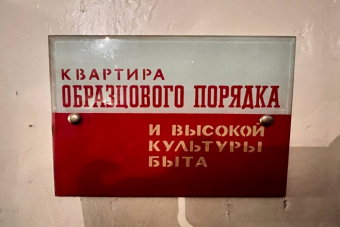 КВАРТИРА
ОБРАЗЦОВОГО ПОРЯДКА
И ВЫСОКОЙ
КУЛЬТУРЫ
БЫТА